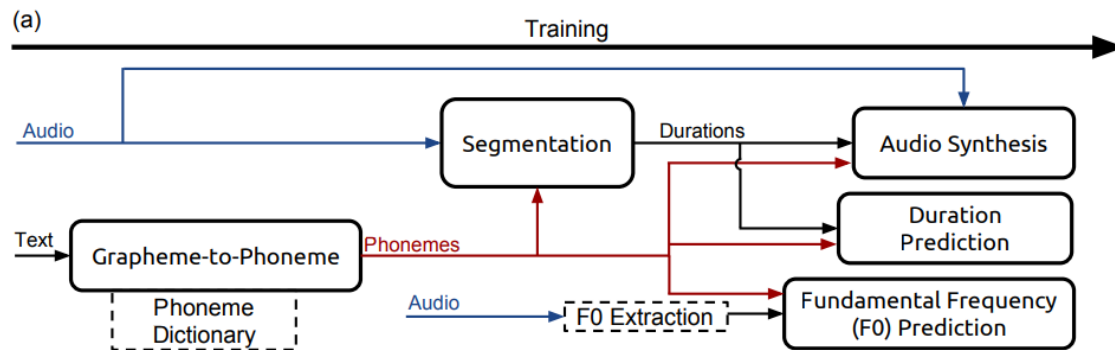 (a)
Training
Audio
Segmentation
Durations
Audio Synthesis
Text
Grapheme-to-Phoneme
Phonemes
Duration
Prediction
Phoneme
Dictionary
Audio
F0 Extraction
Fundamental Frequency
(F0) Prediction